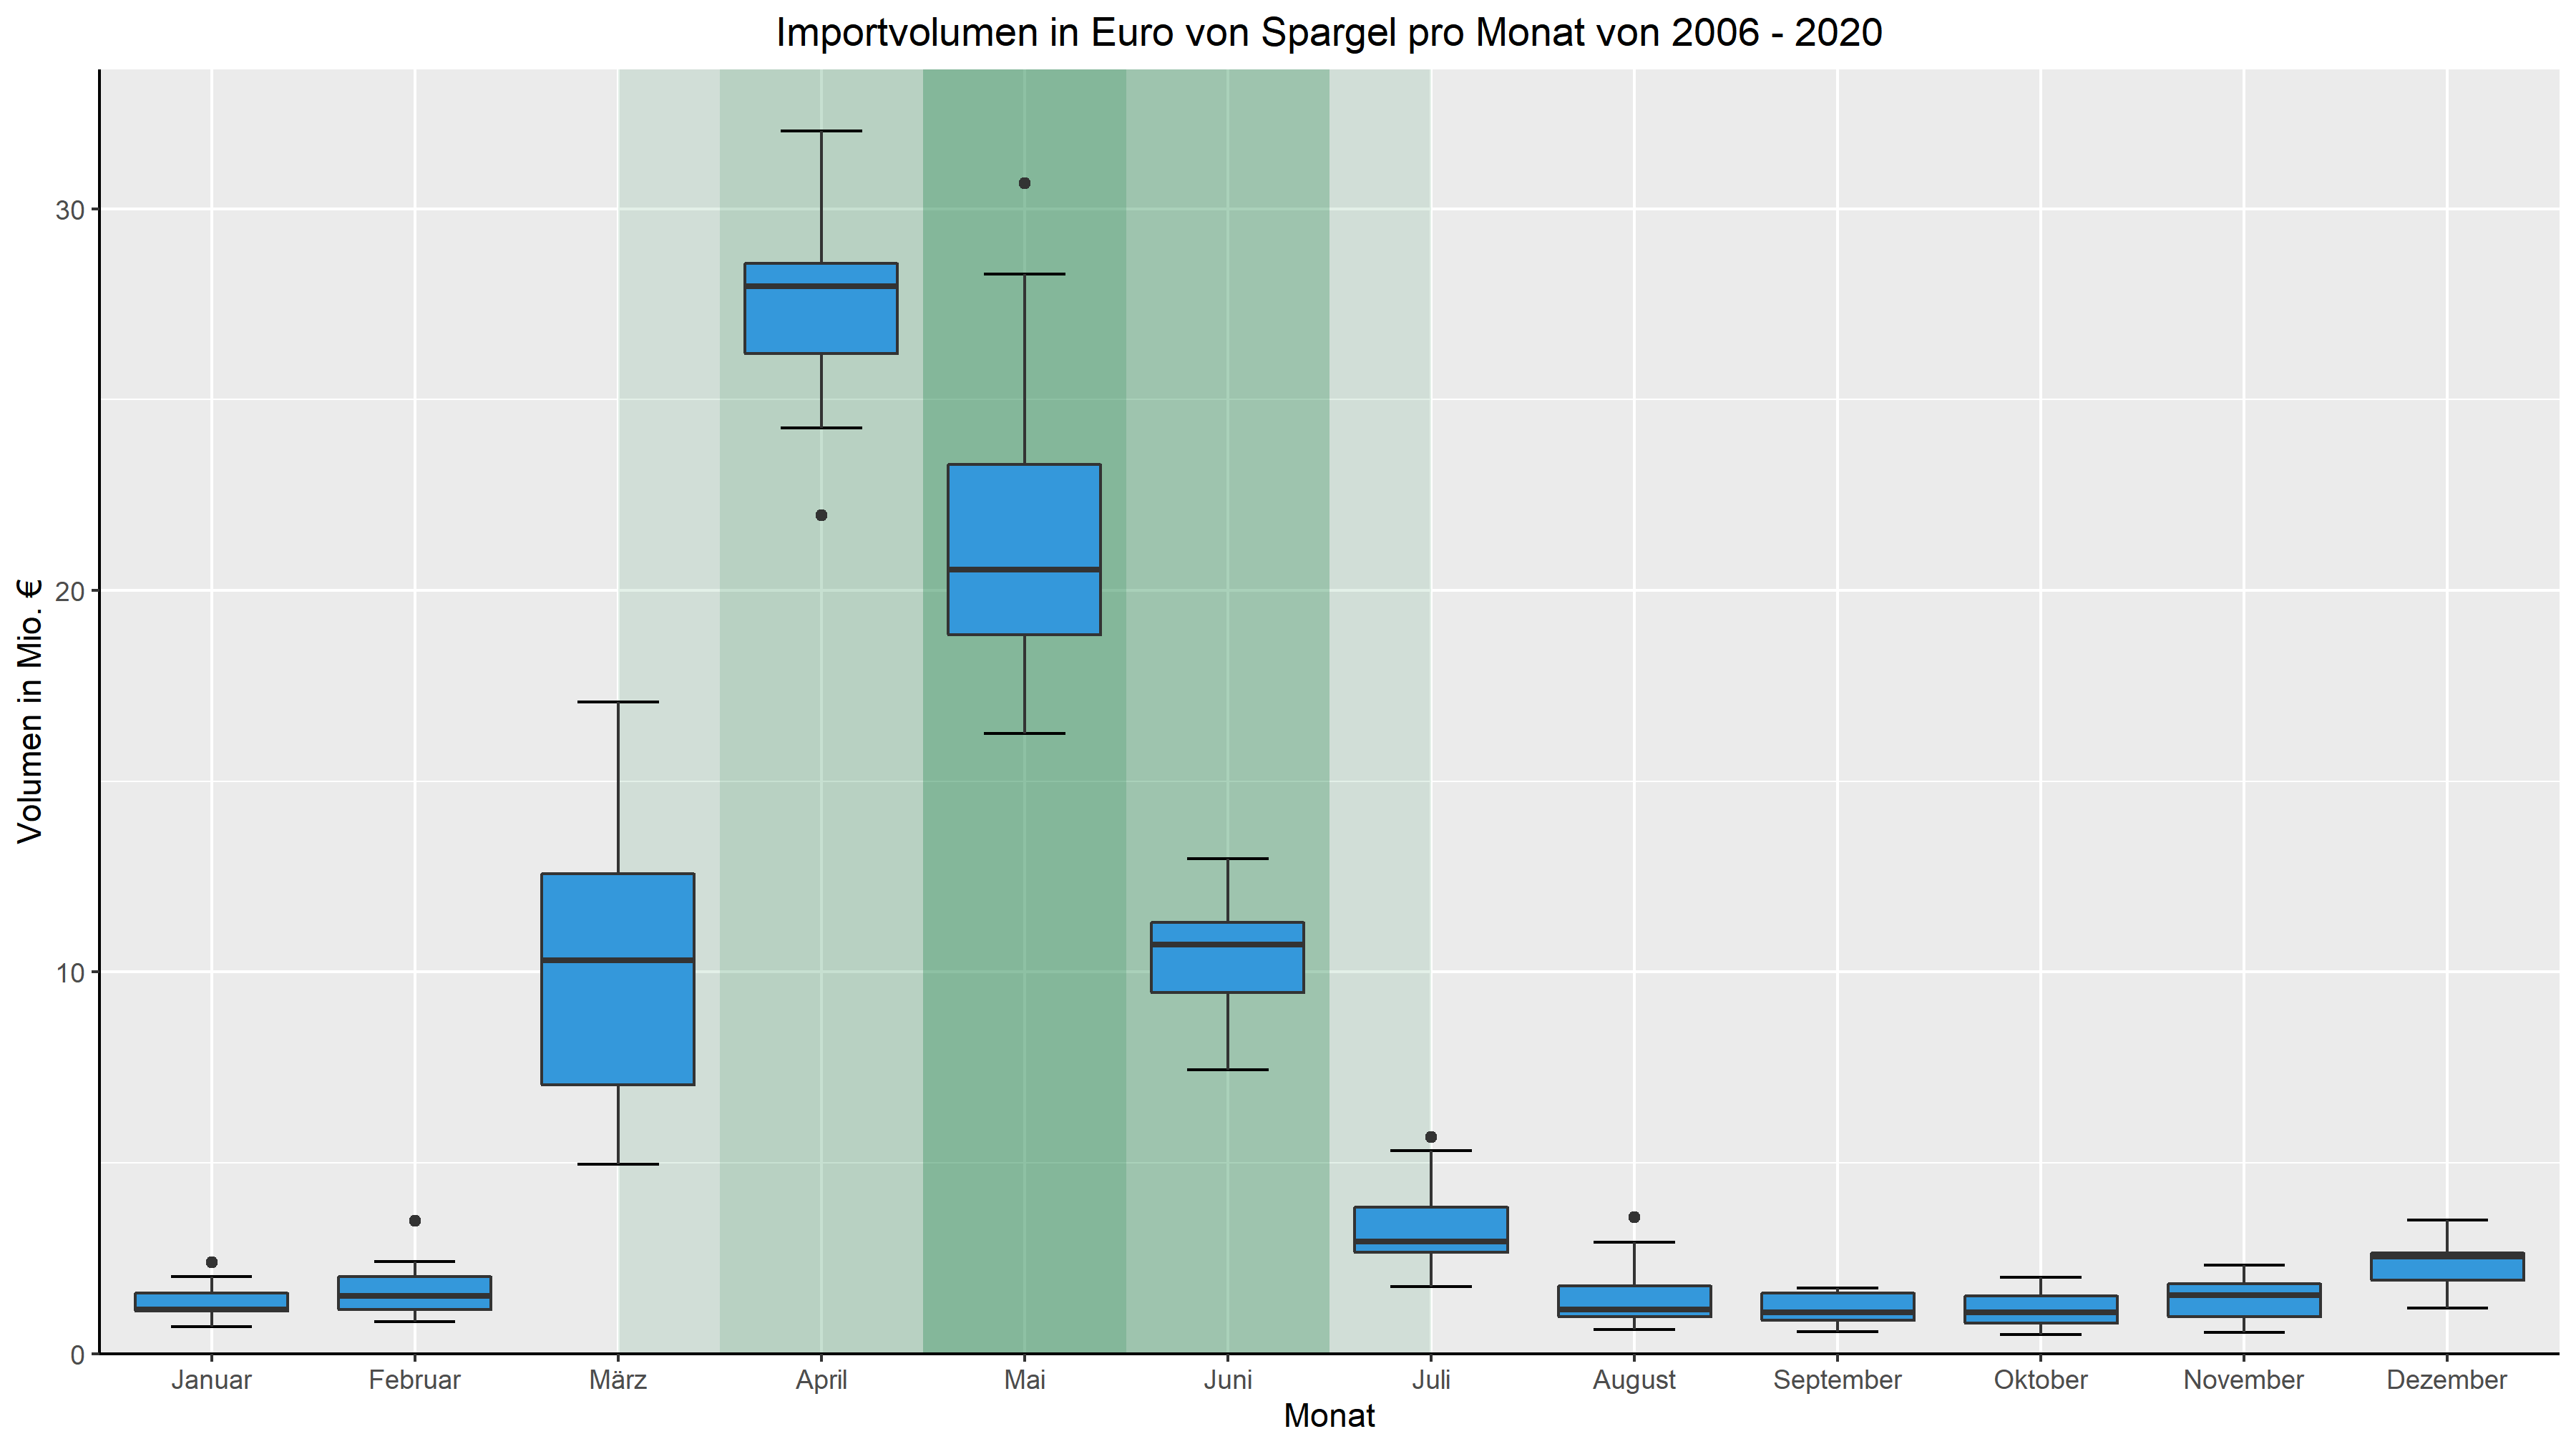 Importvolumen in Euro von Spargel pro Monat von 2006 - 2020
Volumen in Mio. €
30
20
10
0
Januar Februar März April Mai Juni Juli August September Oktober November Dezember
Monat